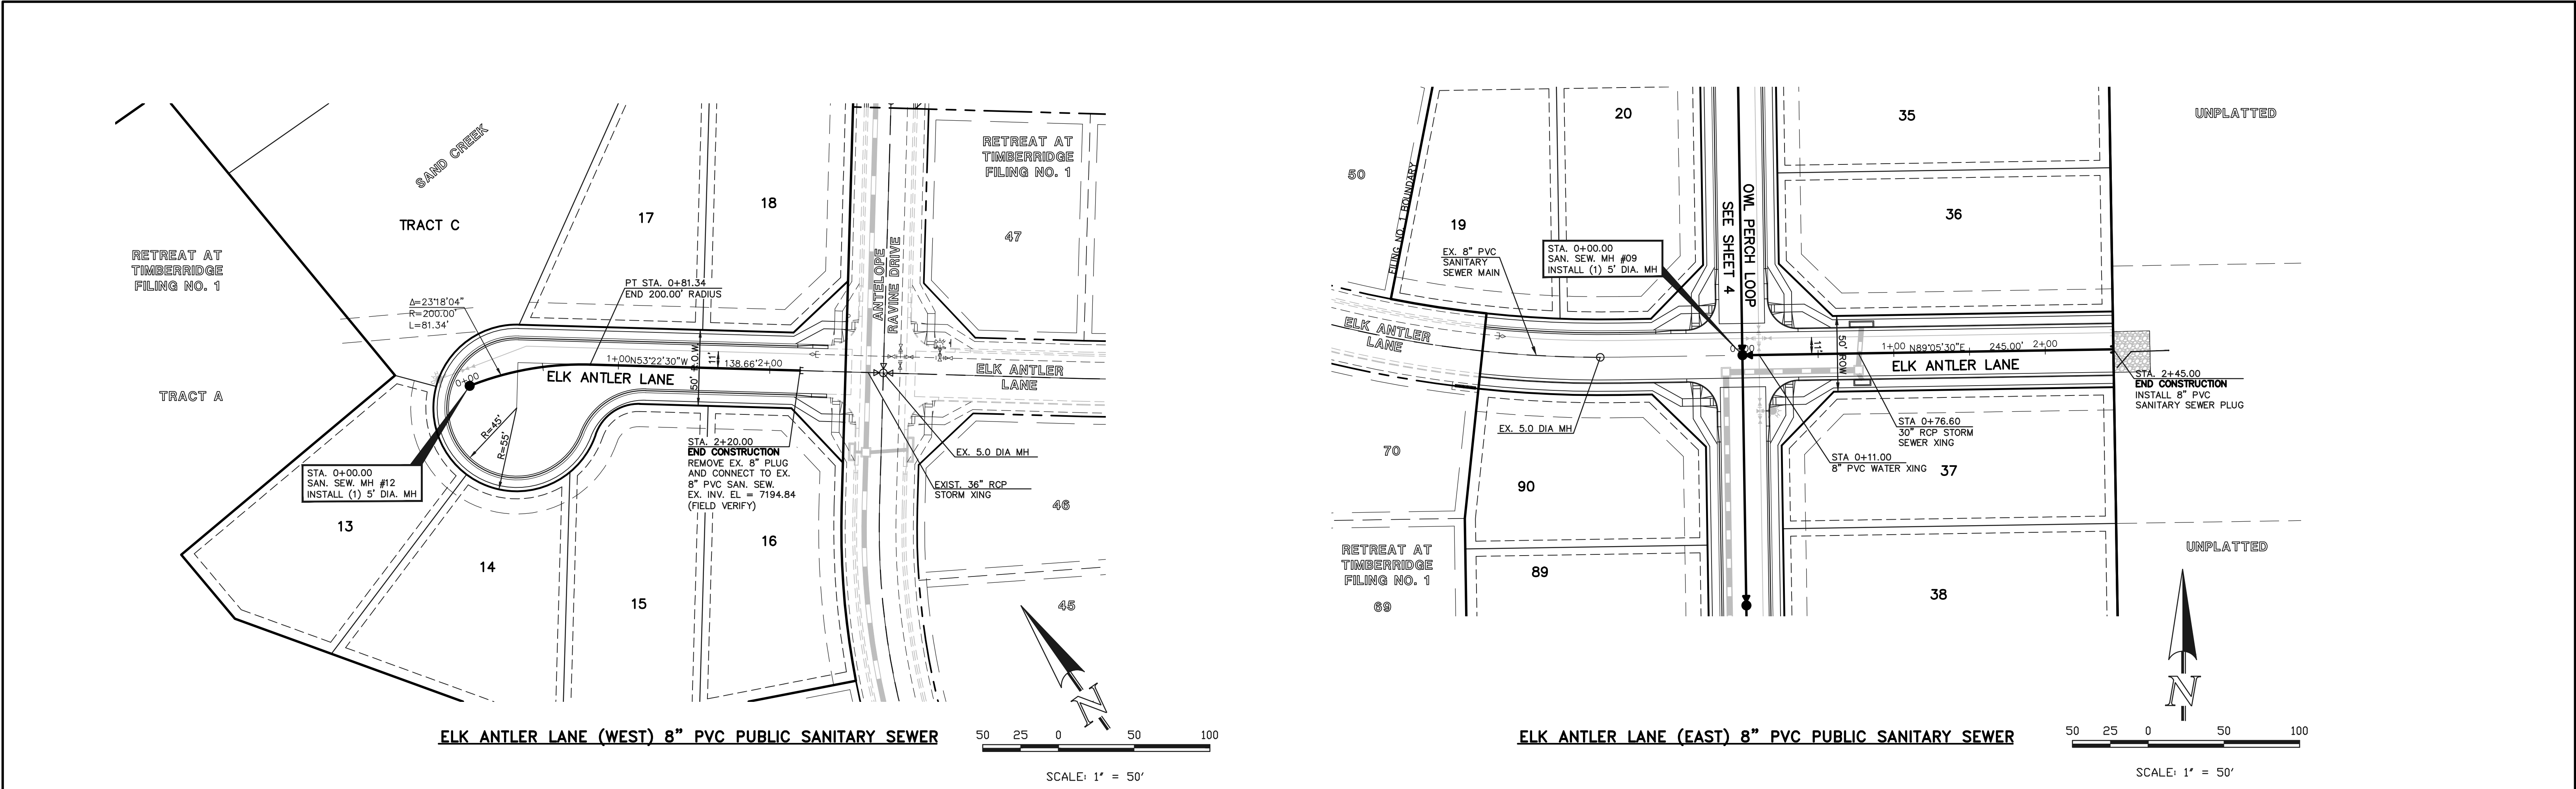 SAND CREEK
TRACT C
RETREAT AT
TIMBERRIDGE
FILING NO. 1
TRACT A
17
18
Δ=23°18'04"
R=200.00'
L=81.34'
PT STA. 0+81.34
END 200.00' RADIUS
ANTELOPE
RAVINE DRIVE
RETREAT AT
TIMBERRIDGE
FILING NO. 1
47
0+00
1+00
N53°22'30"W
11'
138.66'
2+00
50' R.O.W.
ELK ANTLER LANE
ELK ANTLER
LANE
R=45'
R=55'
STA. 0+00.00
SAN. SEW. MH #12
INSTALL (1) 5' DIA. MH
STA. 2+20.00
END CONSTRUCTION
REMOVE EX. 8" PLUG
AND CONNECT TO EX.
8" PVC SAN. SEW.
EX. INV. EL = 7194.84
(FIELD VERIFY)
EX. 5.0 DIA MH
EXIST. 36" RCP
STORM XING
46
13
14
15
16
45
N
ELK ANTLER LANE (WEST) 8" PVC PUBLIC SANITARY SEWER
50 25 0 50 100
SCALE: 1" = 50'
50
20
35
UNPLATTED
FILING NO. 1 BOUNDARY
19
EX. 8" PVC
SANITARY
SEWER MAIN
STA. 0+00.00
SAN. SEW. MH #09
INSTALL (1) 5' DIA. MH
OWL PERCH LOOP
SEE SHEET 4
36
ELK ANTLER
LANE
0+00
11'
50' ROW
1+00
N89°05'30"E
245.00'
2+00
ELK ANTLER LANE
STA. 2+45.00
END CONSTRUCTION
INSTALL 8" PVC
SANITARY SEWER PLUG
EX. 5.0 DIA MH
STA 0+76.60
30" RCP STORM
SEWER XING
STA 0+11.00
8" PVC WATER XING
37
70
90
RETREAT AT
TIMBERRIDGE
FILING NO. 1
69
89
38
UNPLATTED
N
ELK ANTLER LANE (EAST) 8" PVC PUBLIC SANITARY SEWER
50 25 0 50 100
SCALE: 1" = 50'